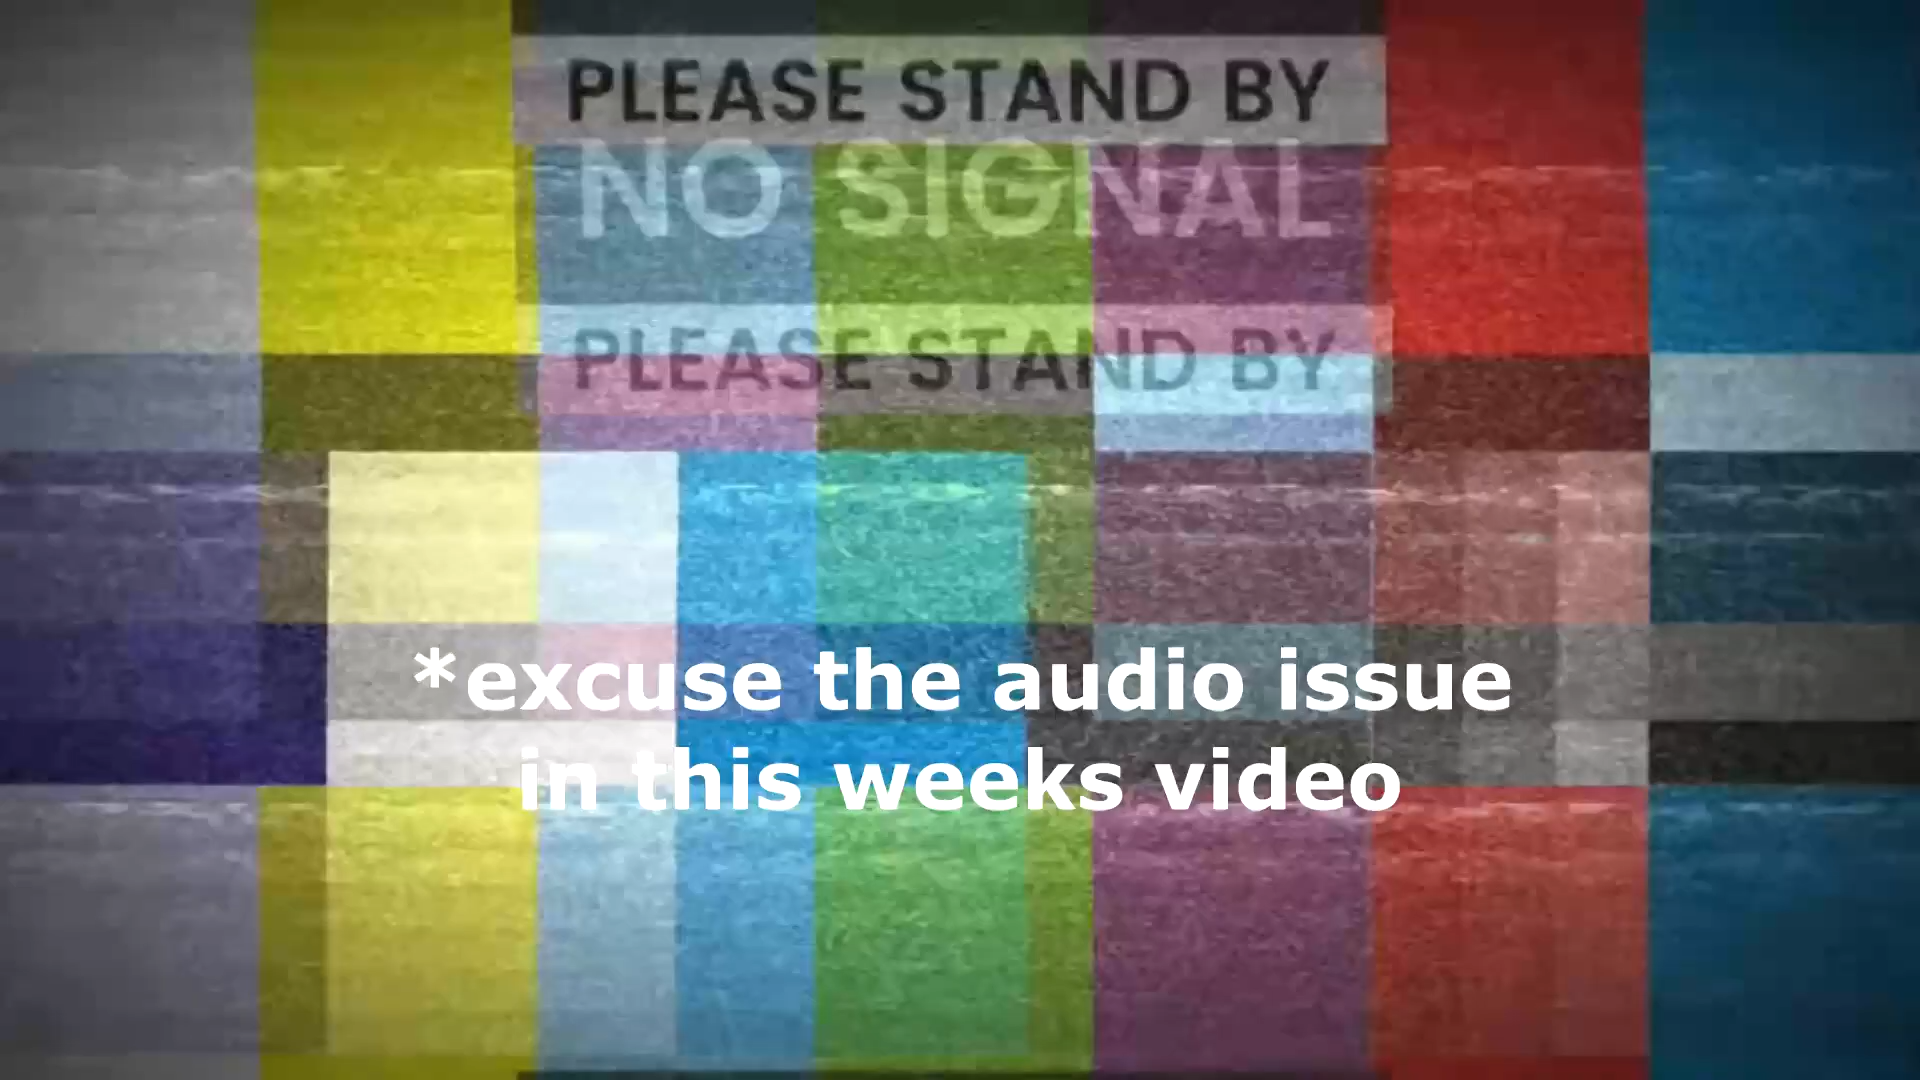 PLEASE STAND BY
NO SIGNAL
PLEASE STAND BY
*excuse the audio issue
in this weeks video